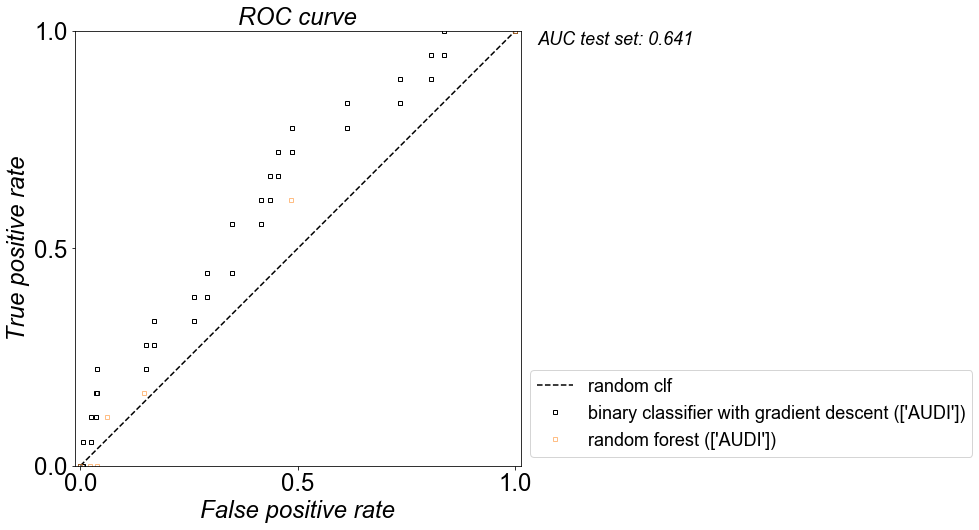 ROC curve
AUC test set: 0.641
1.0
0.5
0.0
True positive rate
0.0 0.5 1.0
False positive rate
random clf
binary classifier with gradient descent (['AUDI'])
random forest (['AUDI'])